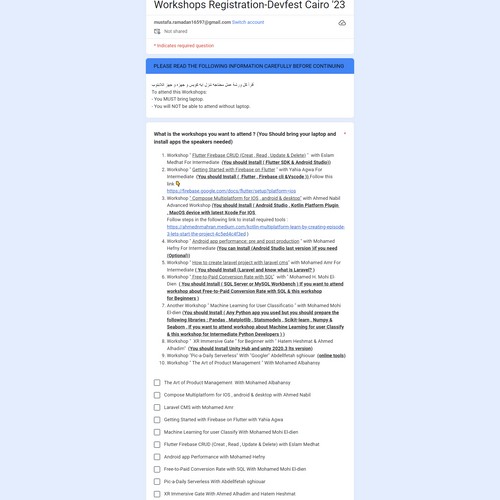 Workshops Registration-Devfest Cairo '23
mustafa.ramadan16597@gmail.com Switch account
Not shared
* Indicates required question
PLEASE READ THE FOLLOWING INFORMATION CAREFULLY BEFORE CONTINUING
To attend this Workshops:
- You MUST bring laptop.
- You will NOT be able to attend without laptop.
What is the workshops you want to attend ? (You Should bring your laptop and
install apps the speakers needed)
*
1. Workshop " Flutter Firebase CRUD (Creat , Read , Update & Delete) " with Eslam
Medhat For Intermediate (You should Install ( Flutter SDK & Android Studio))
2. Workshop " Getting Started with Firebase on Flutter " with Yahia Agwa For
Intermediate (You should Install ( Flutter , Firebase cli &Vscode )) Follow this
link 👇
https://firebase.google.com/docs/flutter/setup?platform=ios
3. Workshop " Compose Multiplatform for IOS , android & desktop" with Ahmed Nabil
Advanced Workshop (You should Install ( Android Studio , Kotlin Platform Plugin
, MacOS device with latest Xcode For IOS
Follow steps in the following link to install required tools :
https://ahmednmahran.medium.com/kotlin-multiplatform-learn-by-creating-episode-
3-lets-start-the-project-4c5ed4c4f3ed )
4. Workshop " Android app performance: pre and post production " with Mohamed
Hefny For Intermediate (You can install (Android Studio last version )if you need
(Optional))
5. Workshop " How to create laravel project with laravel cms" with Mohamed Amr For
Intermediate ( You should Install (Laravel and know what is Laravel? )
6. Workshop " Free-to-Paid Conversion Rate with SQL" with " Mohamed H. Mohi El-
Dien ( You should Install ( SQL Server or MySQL Workbench ) If you want to attend
workshop about Free-to-Paid Conversion Rate with SQL & this workshop
for Beginners )
7. Another Workshop " Machine Learning for user Classificatio " with Mohamed Mohi
El-dien (You should Install ( Any Python app you used but you should prepare the
following libraries : Pandas , Matplotlib , Statsmodels , Scikit-learn , Numpy &
Seaborn , If you want to attend workshop about Machine Learning for user Classify
& this workshop for Intermediate Python Developers ) )
8. Workshop " XR Immersive Gate " for Beginner with " Hatem Heshmat & Ahmed
Alhadim" (You should Install Unity Hub and unity 2020.3 lts version)
9. Workshop "Pic-a-Daily Serverless" With "Google" Abdellfetah sghiouar (online tools)
10. Workshop " The Art of Product Management " With Mohamed Albahansy
The Art of Product Management With Mohamed Albahansy
Compose Multiplatform for IOS , android & desktop with Ahmed Nabil
Laravel CMS with Mohamed Amr
Getting Started with Firebase on Flutter with Yahia Agwa
Machine Learning for user Classify With Mohamed Mohi El-dien
Flutter Firebase CRUD (Creat , Read , Update & Delete) with Eslam Medhat
Android app performance with Mohamed Hefny
Free-to-Paid Conversion Rate with SQL With Mohamed Mohi El-dien
Pic-a-Daily Serverless With Abdellfetah sghiouar
XR Immersive Gate With Ahmed Alhadim and Hatem Heshmat